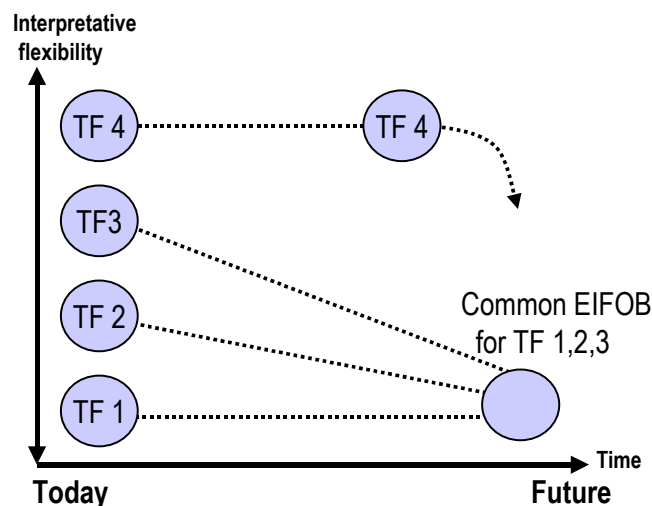 Interpretative
flexibility
TF 4
TF 4
TF3
TF 2
Common EIFOB
for TF 1,2,3
TF 1
Time
Today
Future